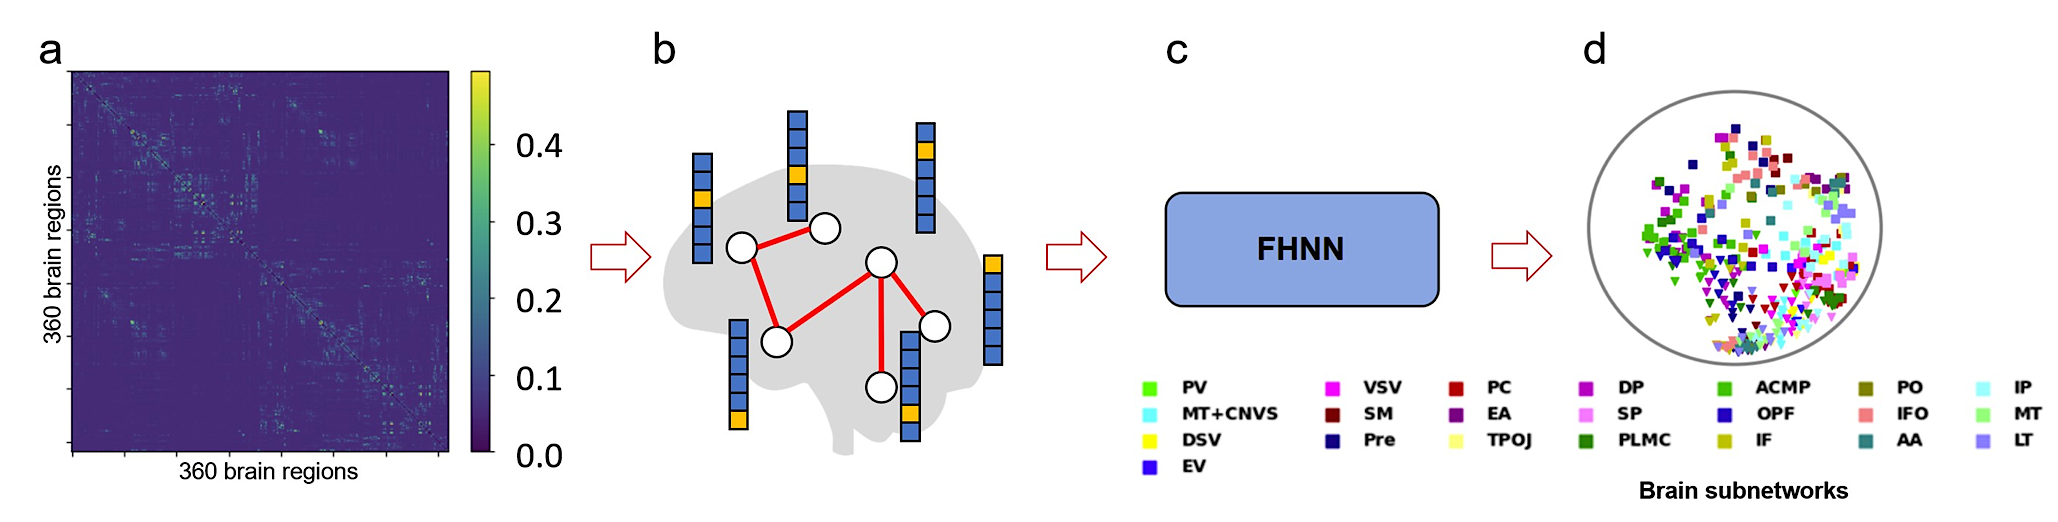 a
b
c
d
360 brain regions
360 brain regions
0.4
0.3
0.2
0.1
0.0
FHNN
PV VSV PC DP ACMP PO IP
MT+CNVS SM EA SP OPF IFO MT
DSV Pre TPOJ PLMC IF AA LT
EV
Brain subnetworks